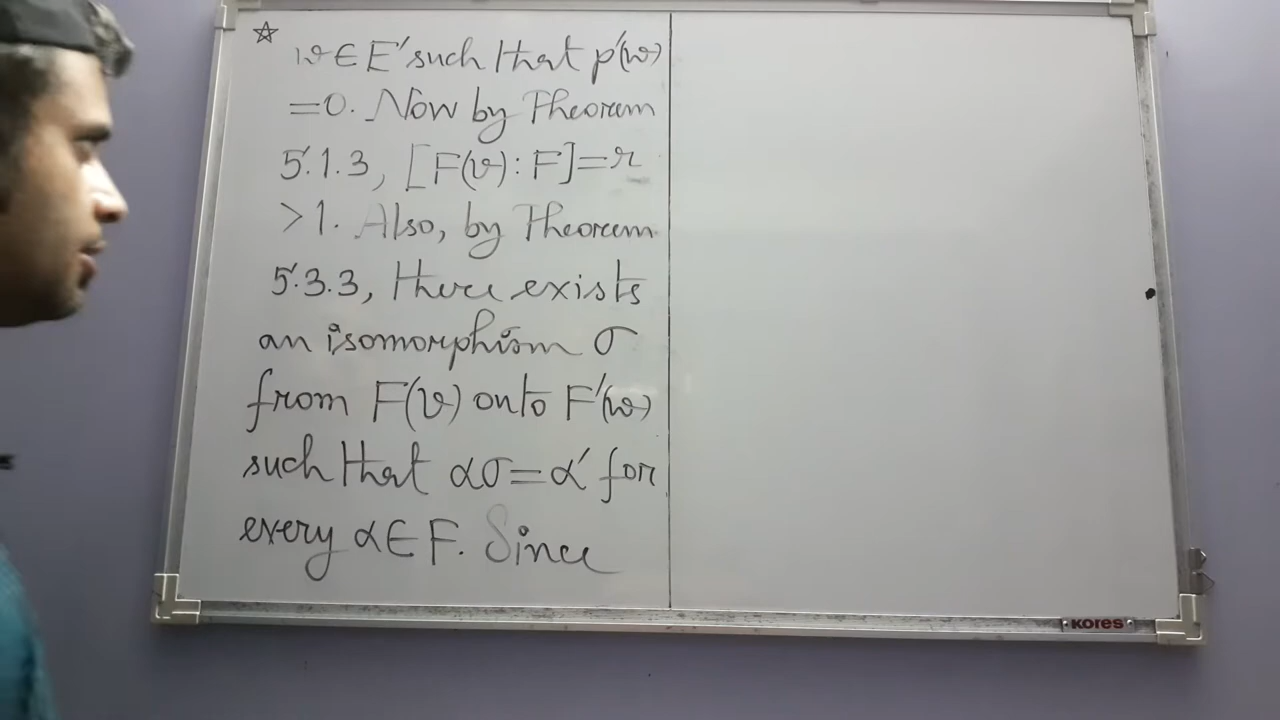 ☆
w∈E′ such that p′(w)
=0. Now by Theorem
5.1.3, [F(v):F]=r
>1. Also, by Theorem
5.3.3, there exists
an isomorphism σ
from F(v) onto F′(w)
such that ασ=α′ for
every α∈F. Since
KORES